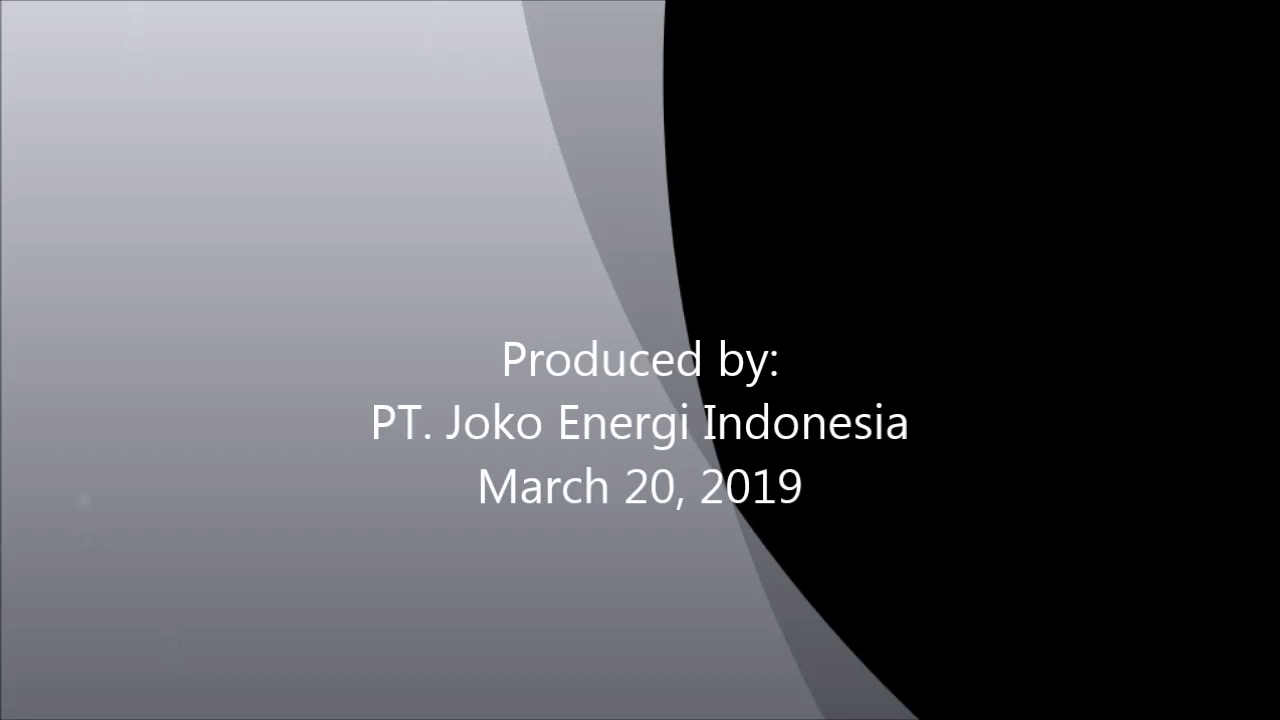 Produced by:
PT. Joko Energi Indonesia
March 20, 2019